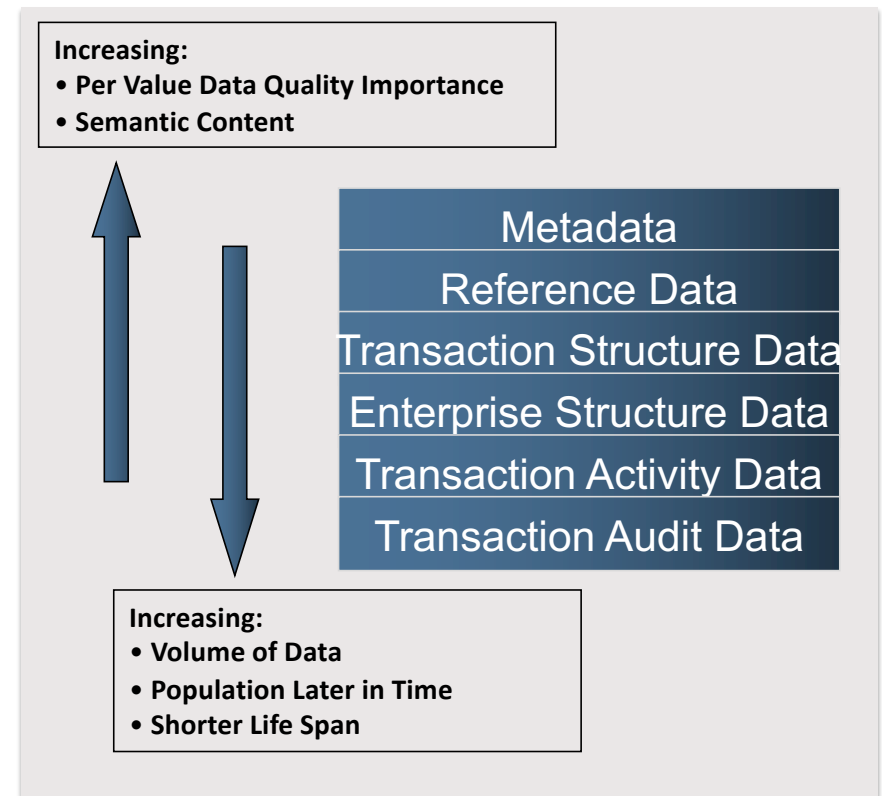 Increasing:
• Per Value Data Quality Importance
• Semantic Content
Metadata
Reference Data
Transaction Structure Data
Enterprise Structure Data
Transaction Activity Data
Transaction Audit Data
Increasing:
• Volume of Data
• Population Later in Time
• Shorter Life Span